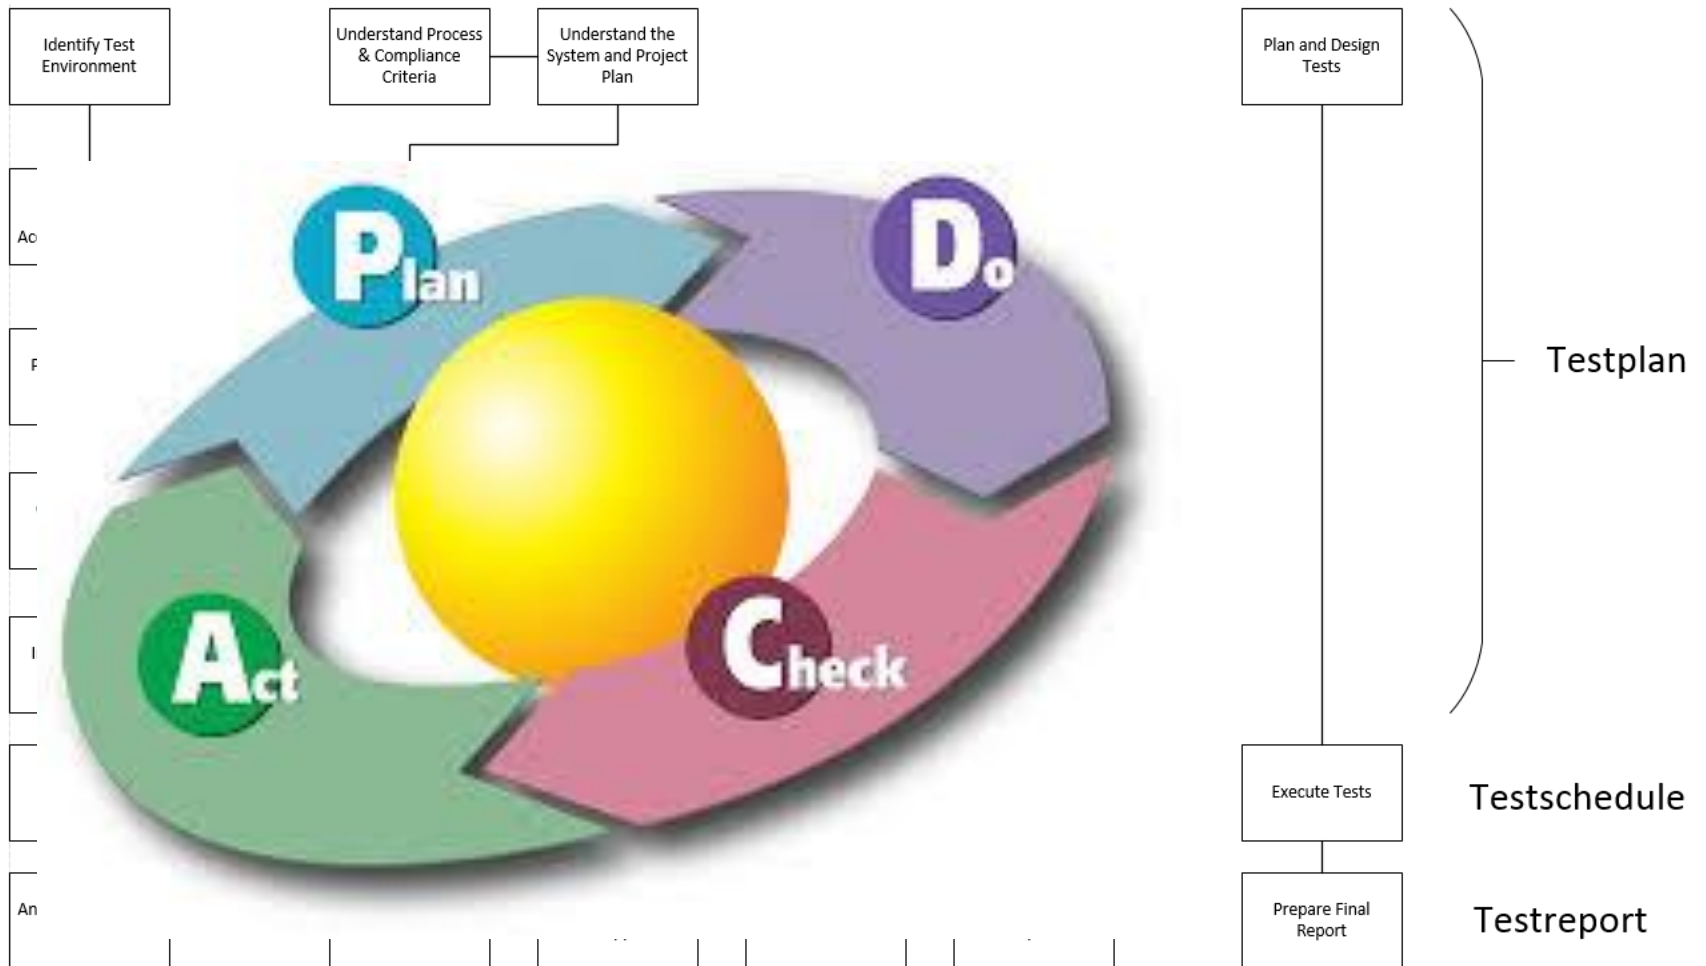 Identify Test
Environment
Understand Process
& Compliance
Criteria
Understand the
System and Project
Plan
Plan and Design
Tests
Plan
Do
Testplan
Act
Check
Execute Tests
Testschedule
Prepare Final
Report
Testreport